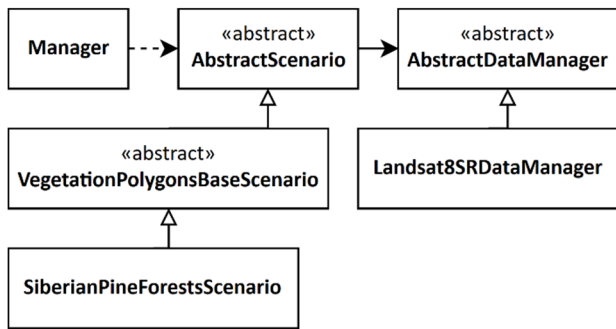 Manager
«abstract»
AbstractScenario
«abstract»
AbstractDataManager
«abstract»
VegetationPolygonsBaseScenario
Landsat8SRDataManager
SiberianPineForestsScenario